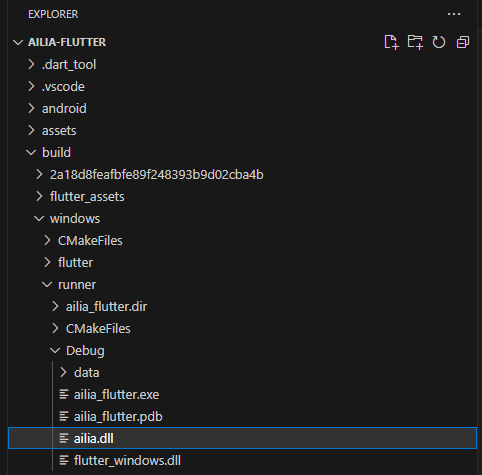 EXPLORER
AILIA-FLUTTER
.dart_tool
.vscode
android
assets
build
2a18d8feafbfe89f248393b9d02cba4b
flutter_assets
windows
CMakeFiles
flutter
runner
ailia_flutter.dir
CMakeFiles
Debug
data
ailia_flutter.exe
ailia_flutter.pdb
ailia.dll
flutter_windows.dll